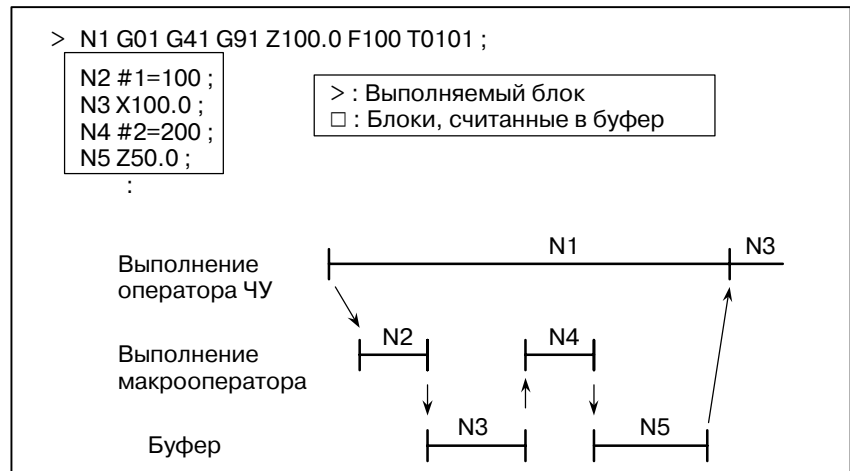 > N1 G01 G41 G91 Z100.0 F100 T0101 ;
N2 #1=100 ;
N3 X100.0 ;
N4 #2=200 ;
N5 Z50.0 ;
:
> : Выполняемый блок
□ : Блоки, считанные в буфер
N1 N3
Выполнение
оператора ЧУ
N2 N4
Выполнение
макрооператора
N3 N5
Буфер